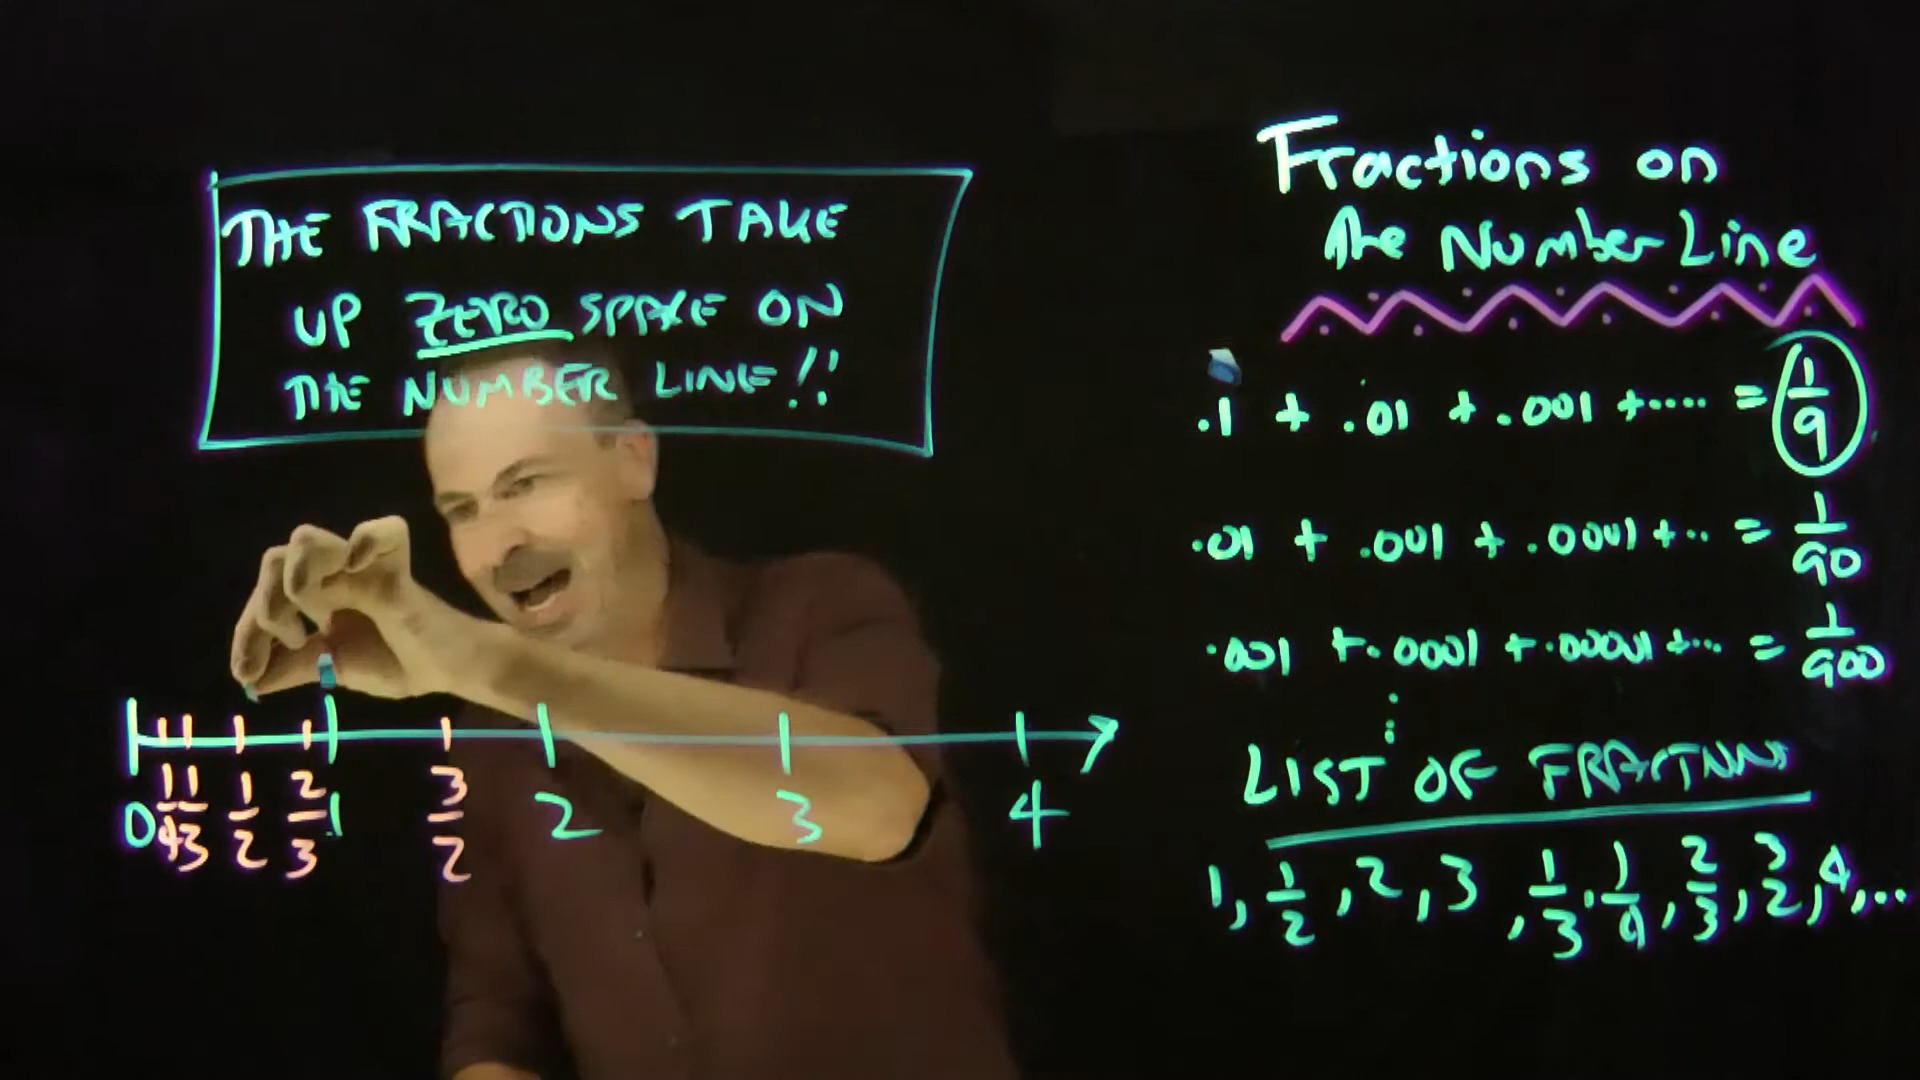 THE FRACTIONS TAKE
UP ZERO SPACE ON
THE NUMBER LINE!!
0 1/4 1/3 1/2 2/3 1 3/2 2 3 4
Fractions on
The Number Line
.1 + .01 + .001 + ..... = 1/9
.01 + .001 + .0001 + .. = 1/90
.001 + .0001 + .00001 + ... = 1/900
LIST OF FRACTIONS
1, 1/2, 2, 3, 1/3, 1/4, 2/3, 3/2, 4, ...